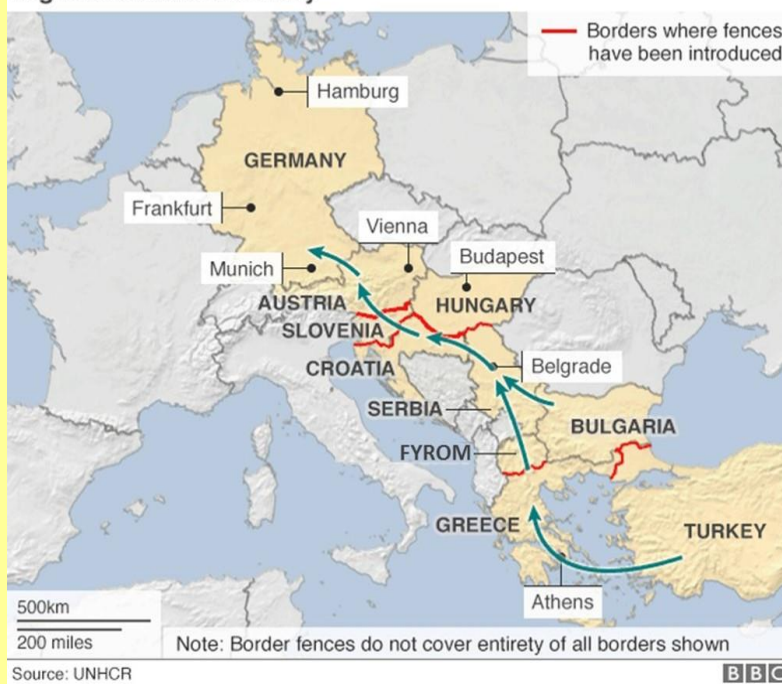 Borders where fences
have been introduced
Hamburg
GERMANY
Frankfurt
Vienna
Budapest
Munich
AUSTRIA
HUNGARY
SLOVENIA
CROATIA
Belgrade
SERBIA
BULGARIA
FYROM
GREECE
TURKEY
Athens
500km
200 miles
Note: Border fences do not cover entirety of all borders shown
Source: UNHCR
BBC